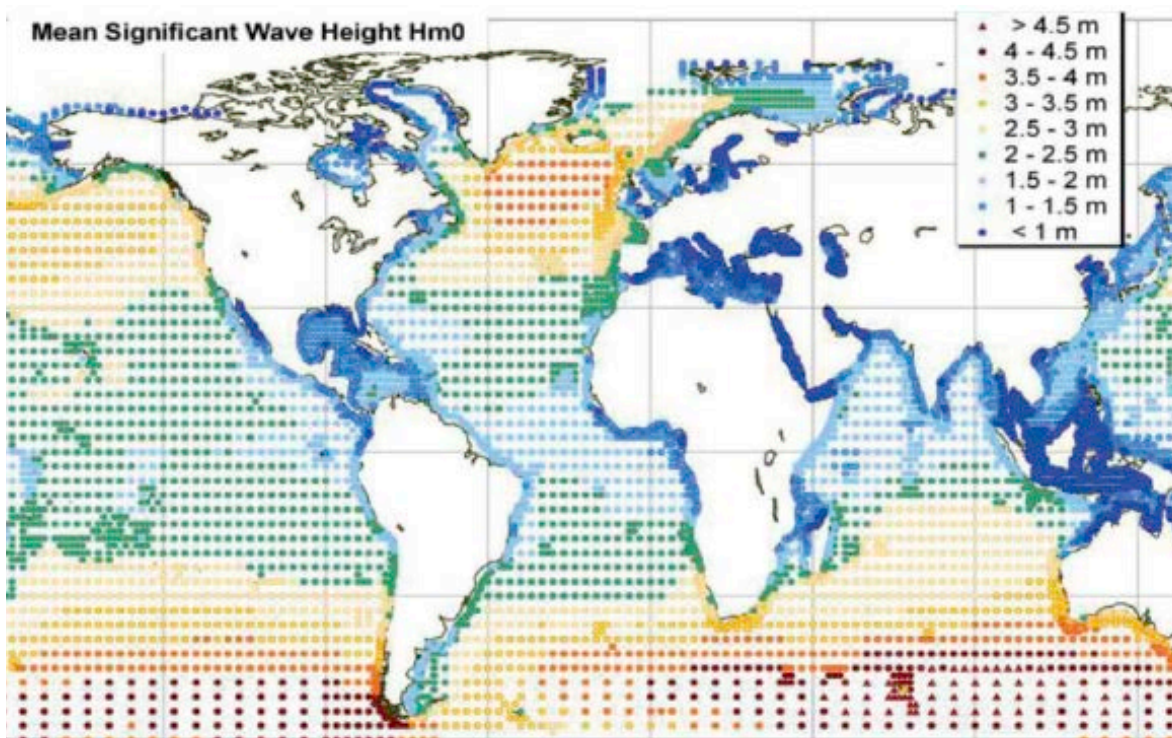 Mean Significant Wave Height Hm0
> 4.5 m
4 - 4.5 m
3.5 - 4 m
3 - 3.5 m
2.5 - 3 m
2 - 2.5 m
1.5 - 2 m
1 - 1.5 m
< 1 m